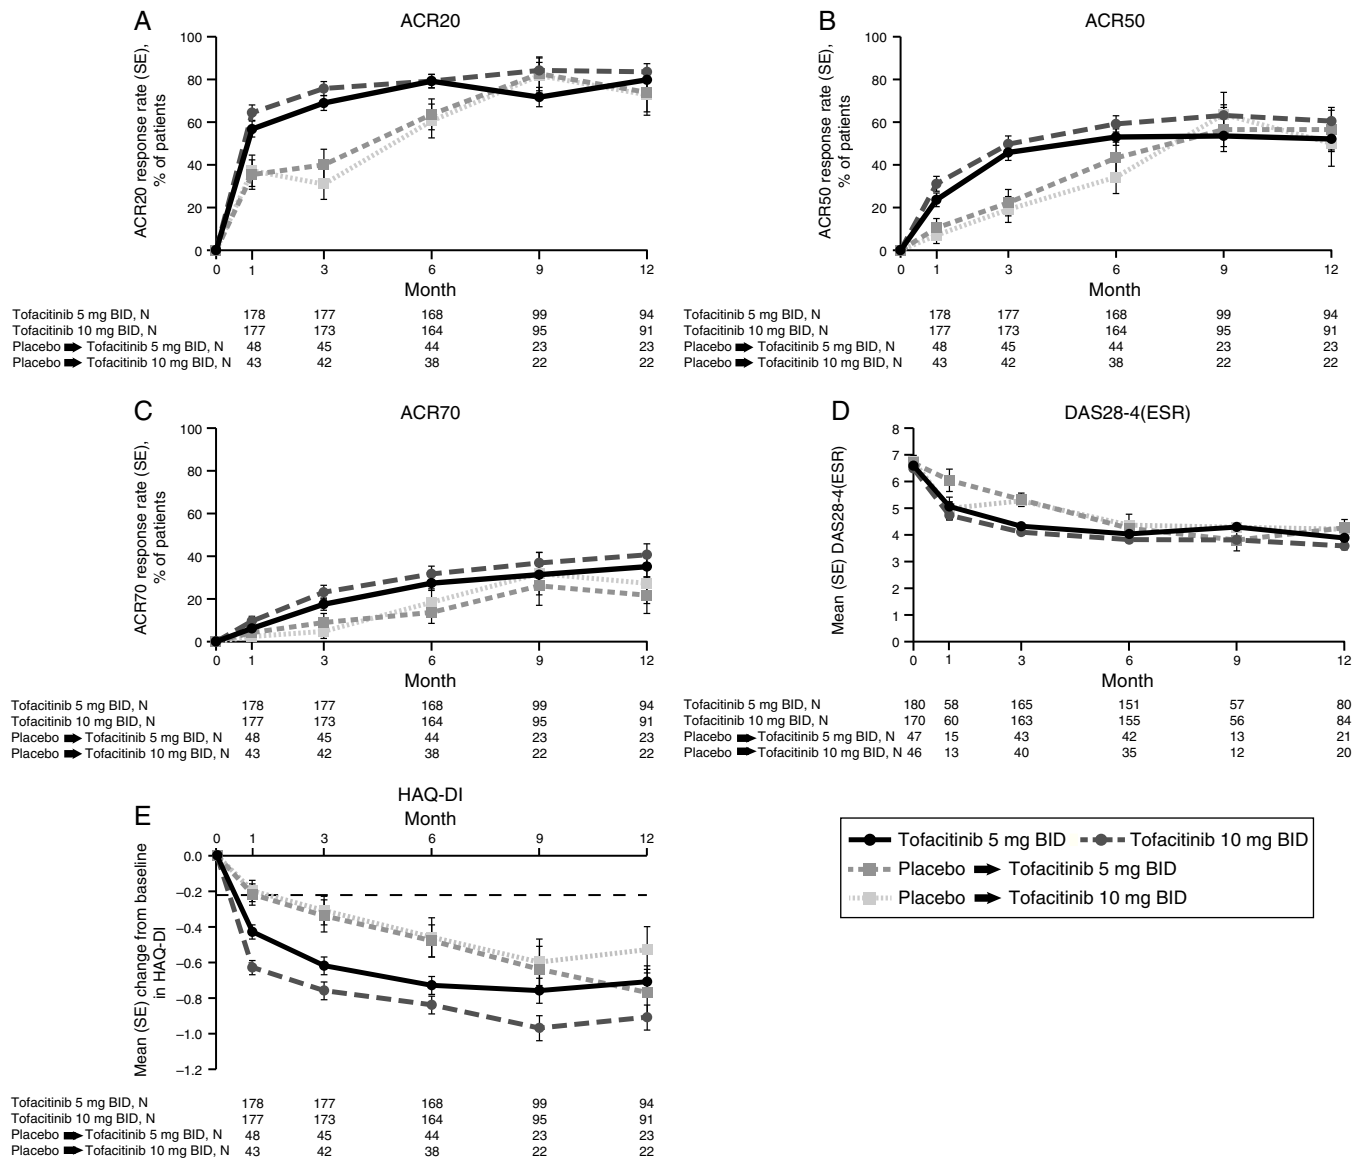 A
ACR20
ACR20 response rate (SE),
% of patients
100
80
60
40
20
0
0 1 3 6 9 12
Month
Tofacitinib 5 mg BID, N 178 177 168 99 94
Tofacitinib 10 mg BID, N 177 173 164 95 91
Placebo Tofacitinib 5 mg BID, N 48 45 44 23 23
Placebo Tofacitinib 10 mg BID, N 43 42 38 22 22
B
ACR50
ACR50 response rate (SE),
% of patients
100
80
60
40
20
0
0 1 3 6 9 12
Month
Tofacitinib 5 mg BID, N 178 177 168 99 94
Tofacitinib 10 mg BID, N 177 173 164 95 91
Placebo Tofacitinib 5 mg BID, N 48 45 44 23 23
Placebo Tofacitinib 10 mg BID, N 43 42 38 22 22
C
ACR70
ACR70 response rate (SE),
% of patients
100
80
60
40
20
0
0 1 3 6 9 12
Month
Tofacitinib 5 mg BID, N 178 177 168 99 94
Tofacitinib 10 mg BID, N 177 173 164 95 91
Placebo Tofacitinib 5 mg BID, N 48 45 44 23 23
Placebo Tofacitinib 10 mg BID, N 43 42 38 22 22
D
DAS28-4(ESR)
Mean (SE) DAS28-4(ESR)
8
7
6
5
4
3
2
1
0
0 1 3 6 9 12
Month
Tofacitinib 5 mg BID, N 180 58 165 151 57 80
Tofacitinib 10 mg BID, N 170 60 163 155 56 84
Placebo Tofacitinib 5 mg BID, N 47 15 43 42 13 21
Placebo Tofacitinib 10 mg BID, N 46 13 40 35 12 20
E
HAQ-DI
Month
0 1 3 6 9 12
Mean (SE) change from baseline
in HAQ-DI
0.0
−0.2
−0.4
−0.6
−0.8
−1.0
−1.2
Tofacitinib 5 mg BID, N 178 177 168 99 94
Tofacitinib 10 mg BID, N 177 173 164 95 91
Placebo Tofacitinib 5 mg BID, N 48 45 44 23 23
Placebo Tofacitinib 10 mg BID, N 43 42 38 22 22
Tofacitinib 5 mg BID Tofacitinib 10 mg BID
Placebo Tofacitinib 5 mg BID
Placebo Tofacitinib 10 mg BID